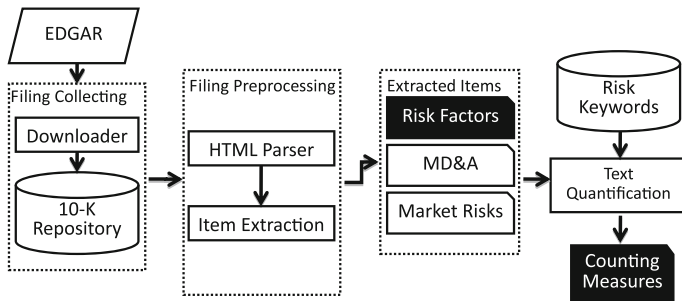 EDGAR
Filing Collecting
Downloader
10-K
Repository
Filing Preprocessing
HTML Parser
Item Extraction
Extracted Items
Risk Factors
MD&A
Market Risks
Risk
Keywords
Text
Quantification
Counting
Measures